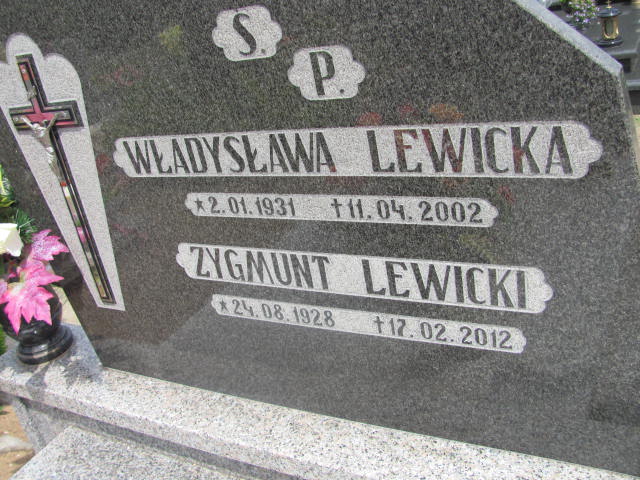 S.
P.
WŁADYSŁAWA LEWICKA
*2.01.1931 †11.04.2002
ZYGMUNT LEWICKI
*24.08.1928 †17.02.2012